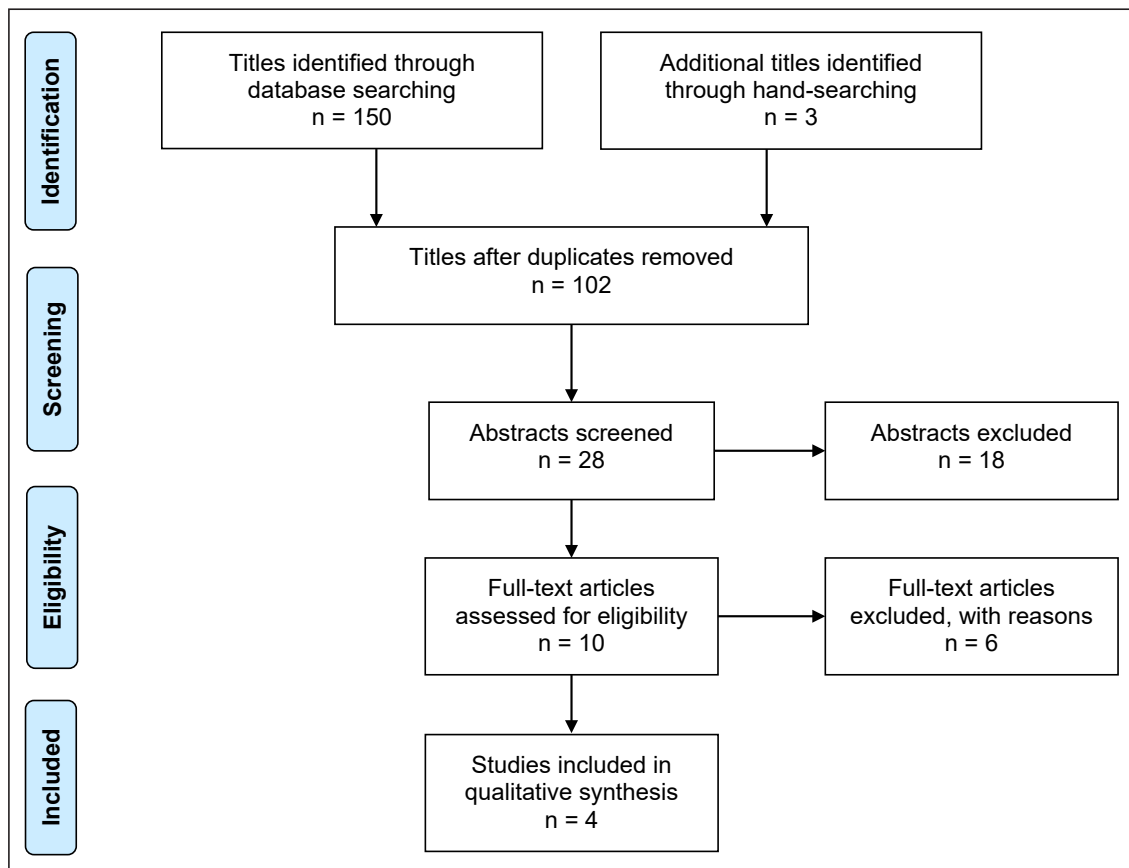 Identification
Titles identified through
database searching
n = 150
Additional titles identified
through hand-searching
n = 3
Titles after duplicates removed
n = 102
Screening
Abstracts screened
n = 28
Abstracts excluded
n = 18
Eligibility
Full-text articles
assessed for eligibility
n = 10
Full-text articles
excluded, with reasons
n = 6
Included
Studies included in
qualitative synthesis
n = 4